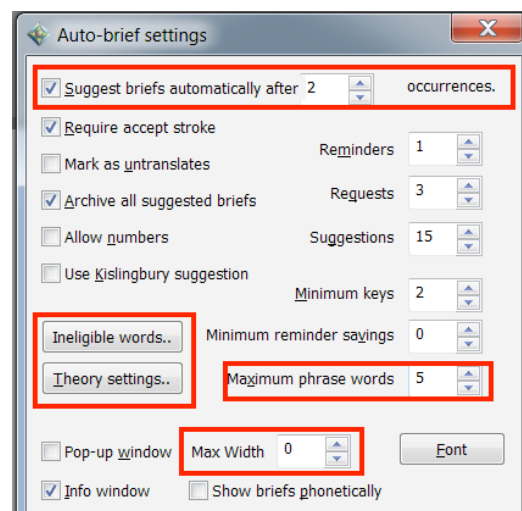 Auto-brief settings
Suggest briefs automatically after 2 occurrences.
Require accept stroke
Reminders 1
Mark as untranslates
Archive all suggested briefs
Requests 3
Allow numbers
Suggestions 15
Use Kislingbury suggestion
Minimum keys 2
Ineligible words..
Minimum reminder savings 0
Theory settings..
Maximum phrase words 5
Pop-up window Max Width 0 Font
Info window Show briefs phonetically